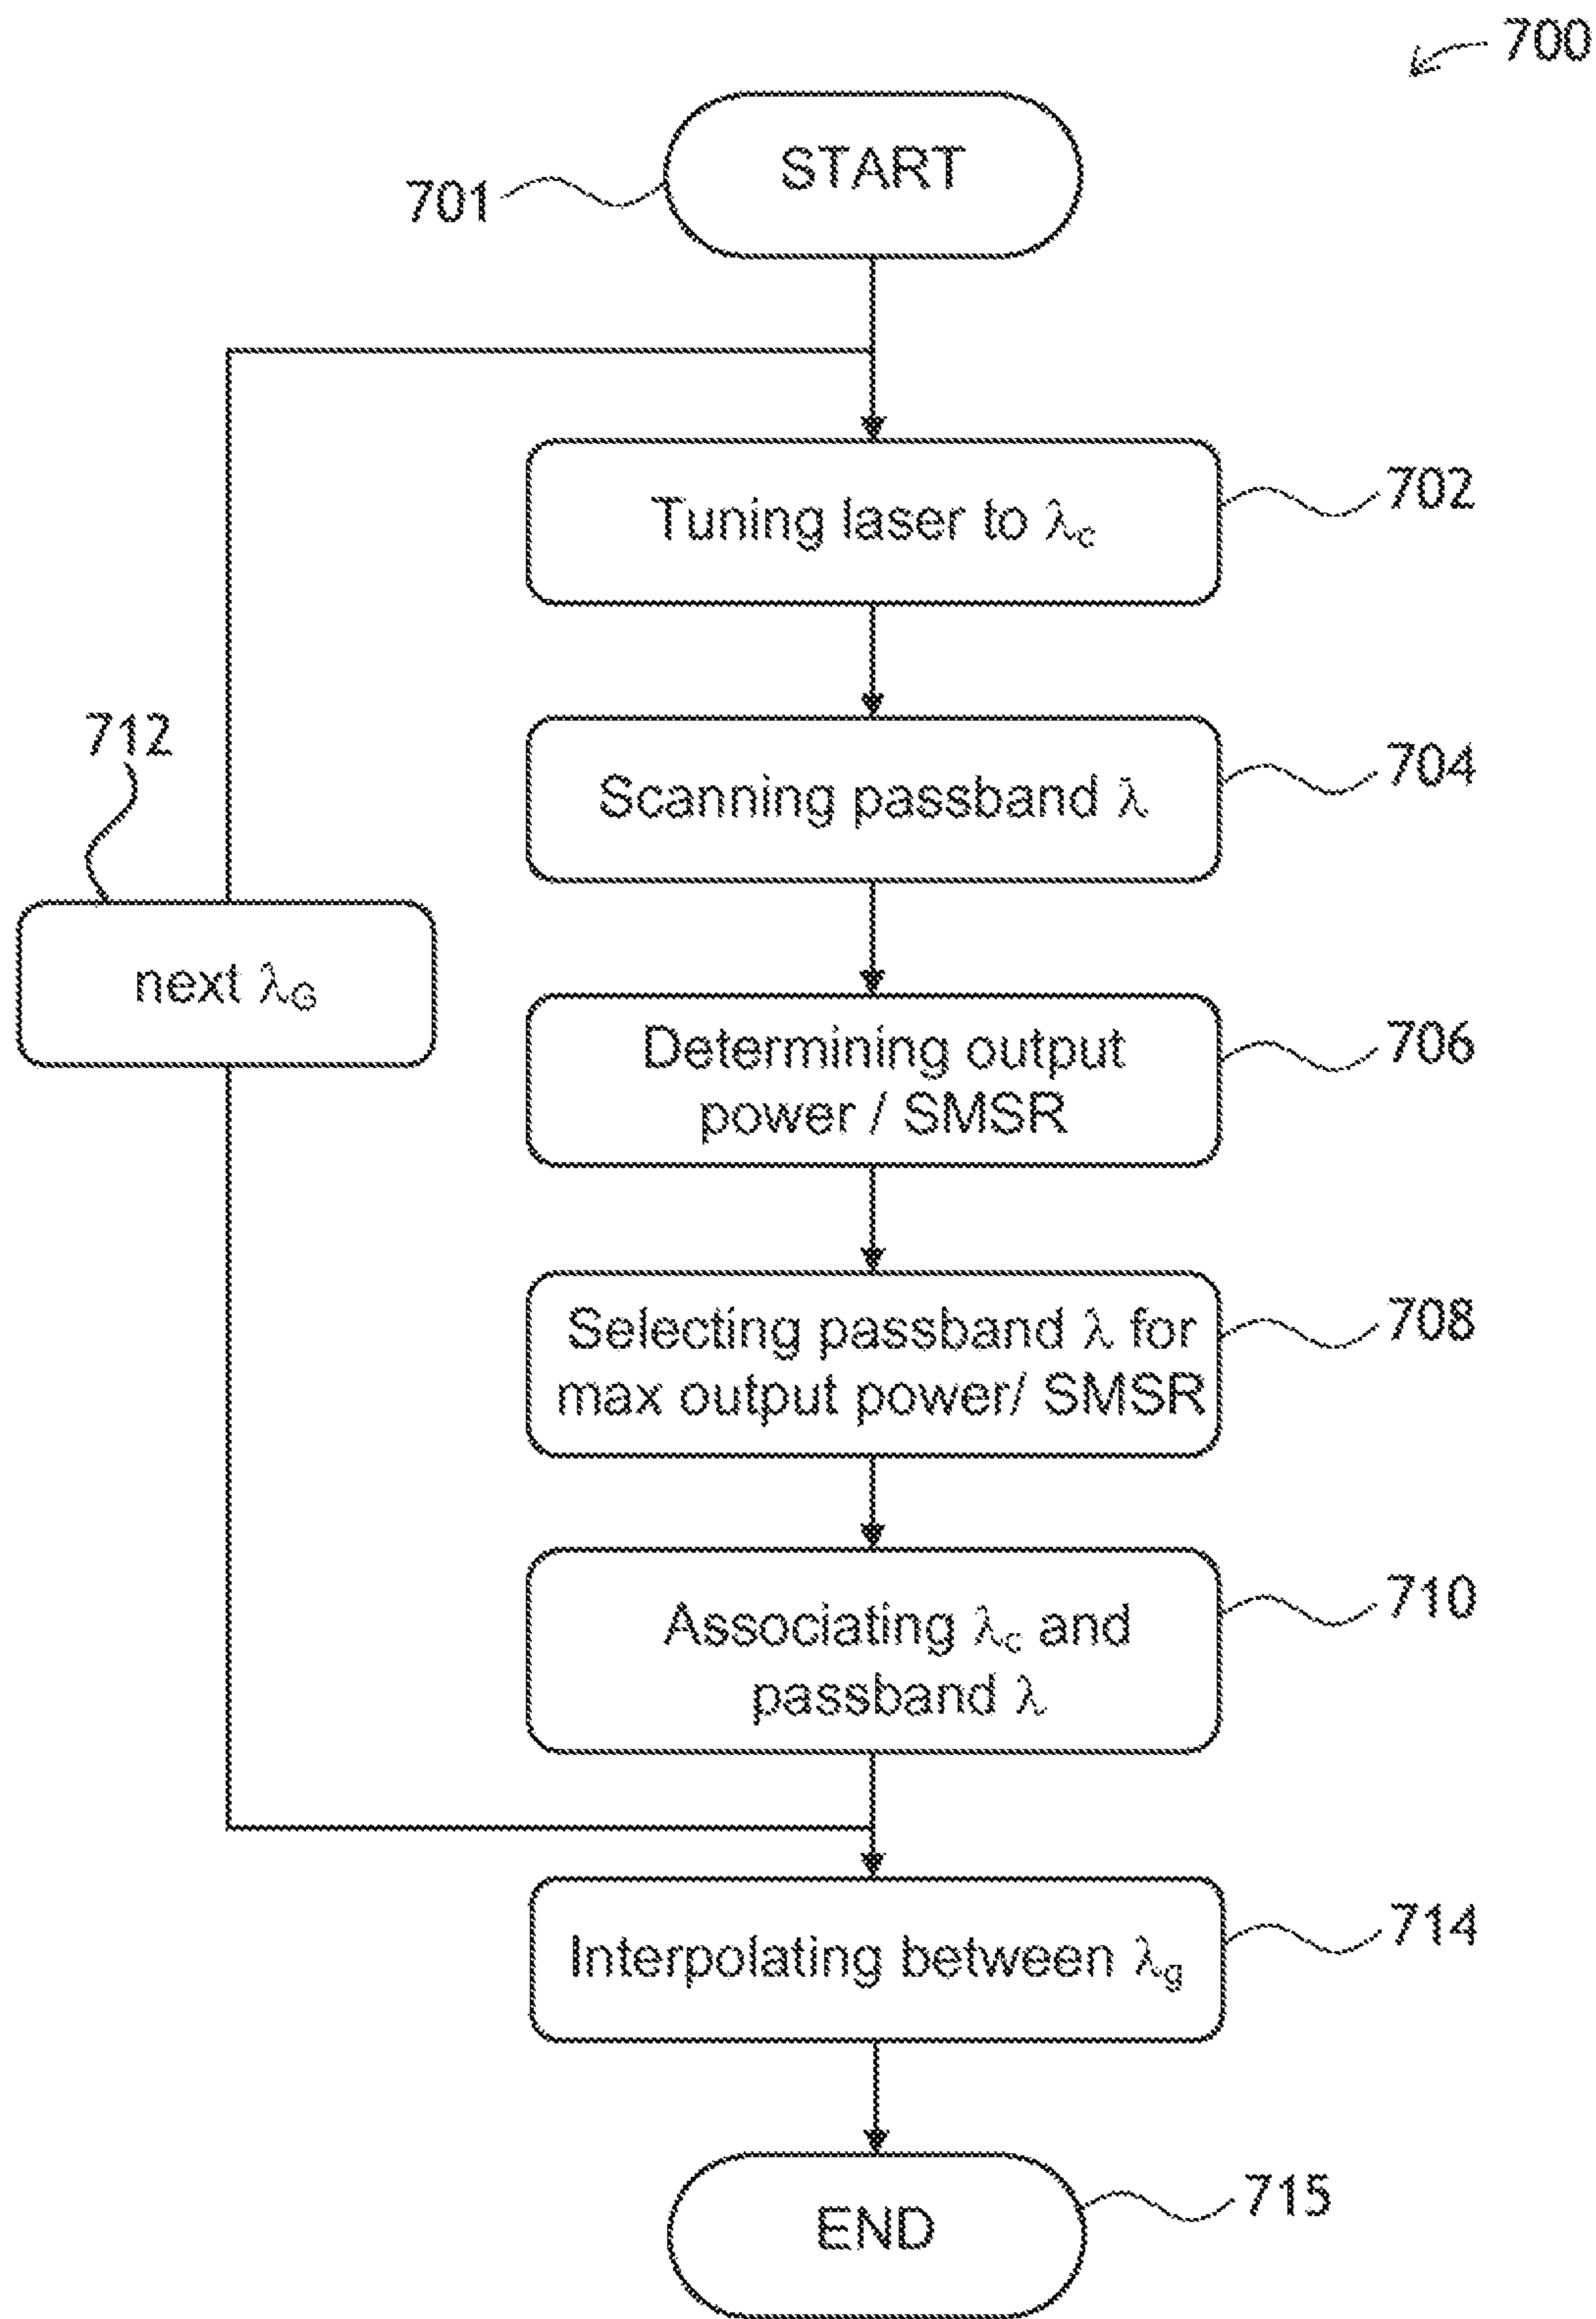 700
START
701
Tuning laser to λc
702
Scanning passband λ
704
712
next λG
Determining output
power / SMSR
706
Selecting passband λ for
max output power/ SMSR
708
Associating λc and
passband λ
710
Interpolating between λg
714
END
715